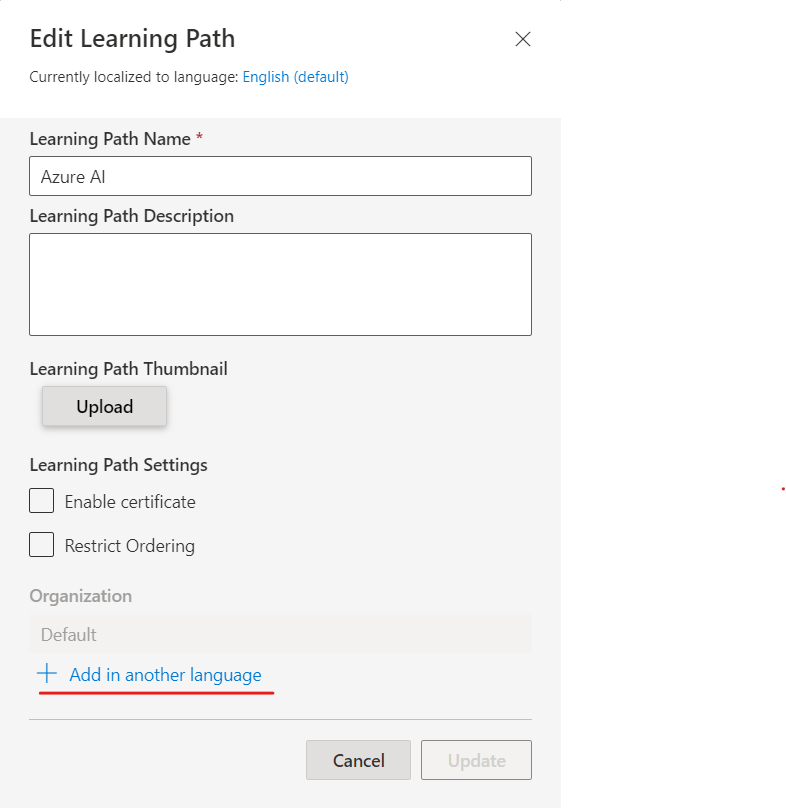 Edit Learning Path
Currently localized to language: English (default)
Learning Path Name *
Azure AI
Learning Path Description
Learning Path Thumbnail
Upload
Learning Path Settings
Enable certificate
Restrict Ordering
Organization
Default
Add in another language
Cancel
Update